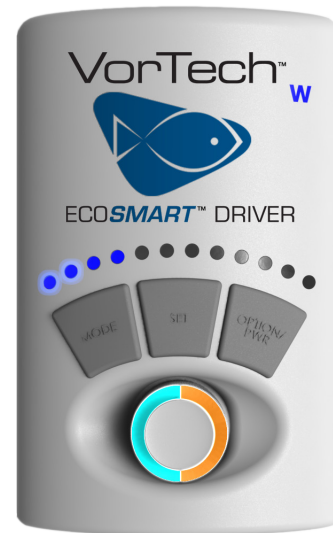 VorTech™
W
ECOSMART™ DRIVER
MODE
SET
OPTION/
PWR